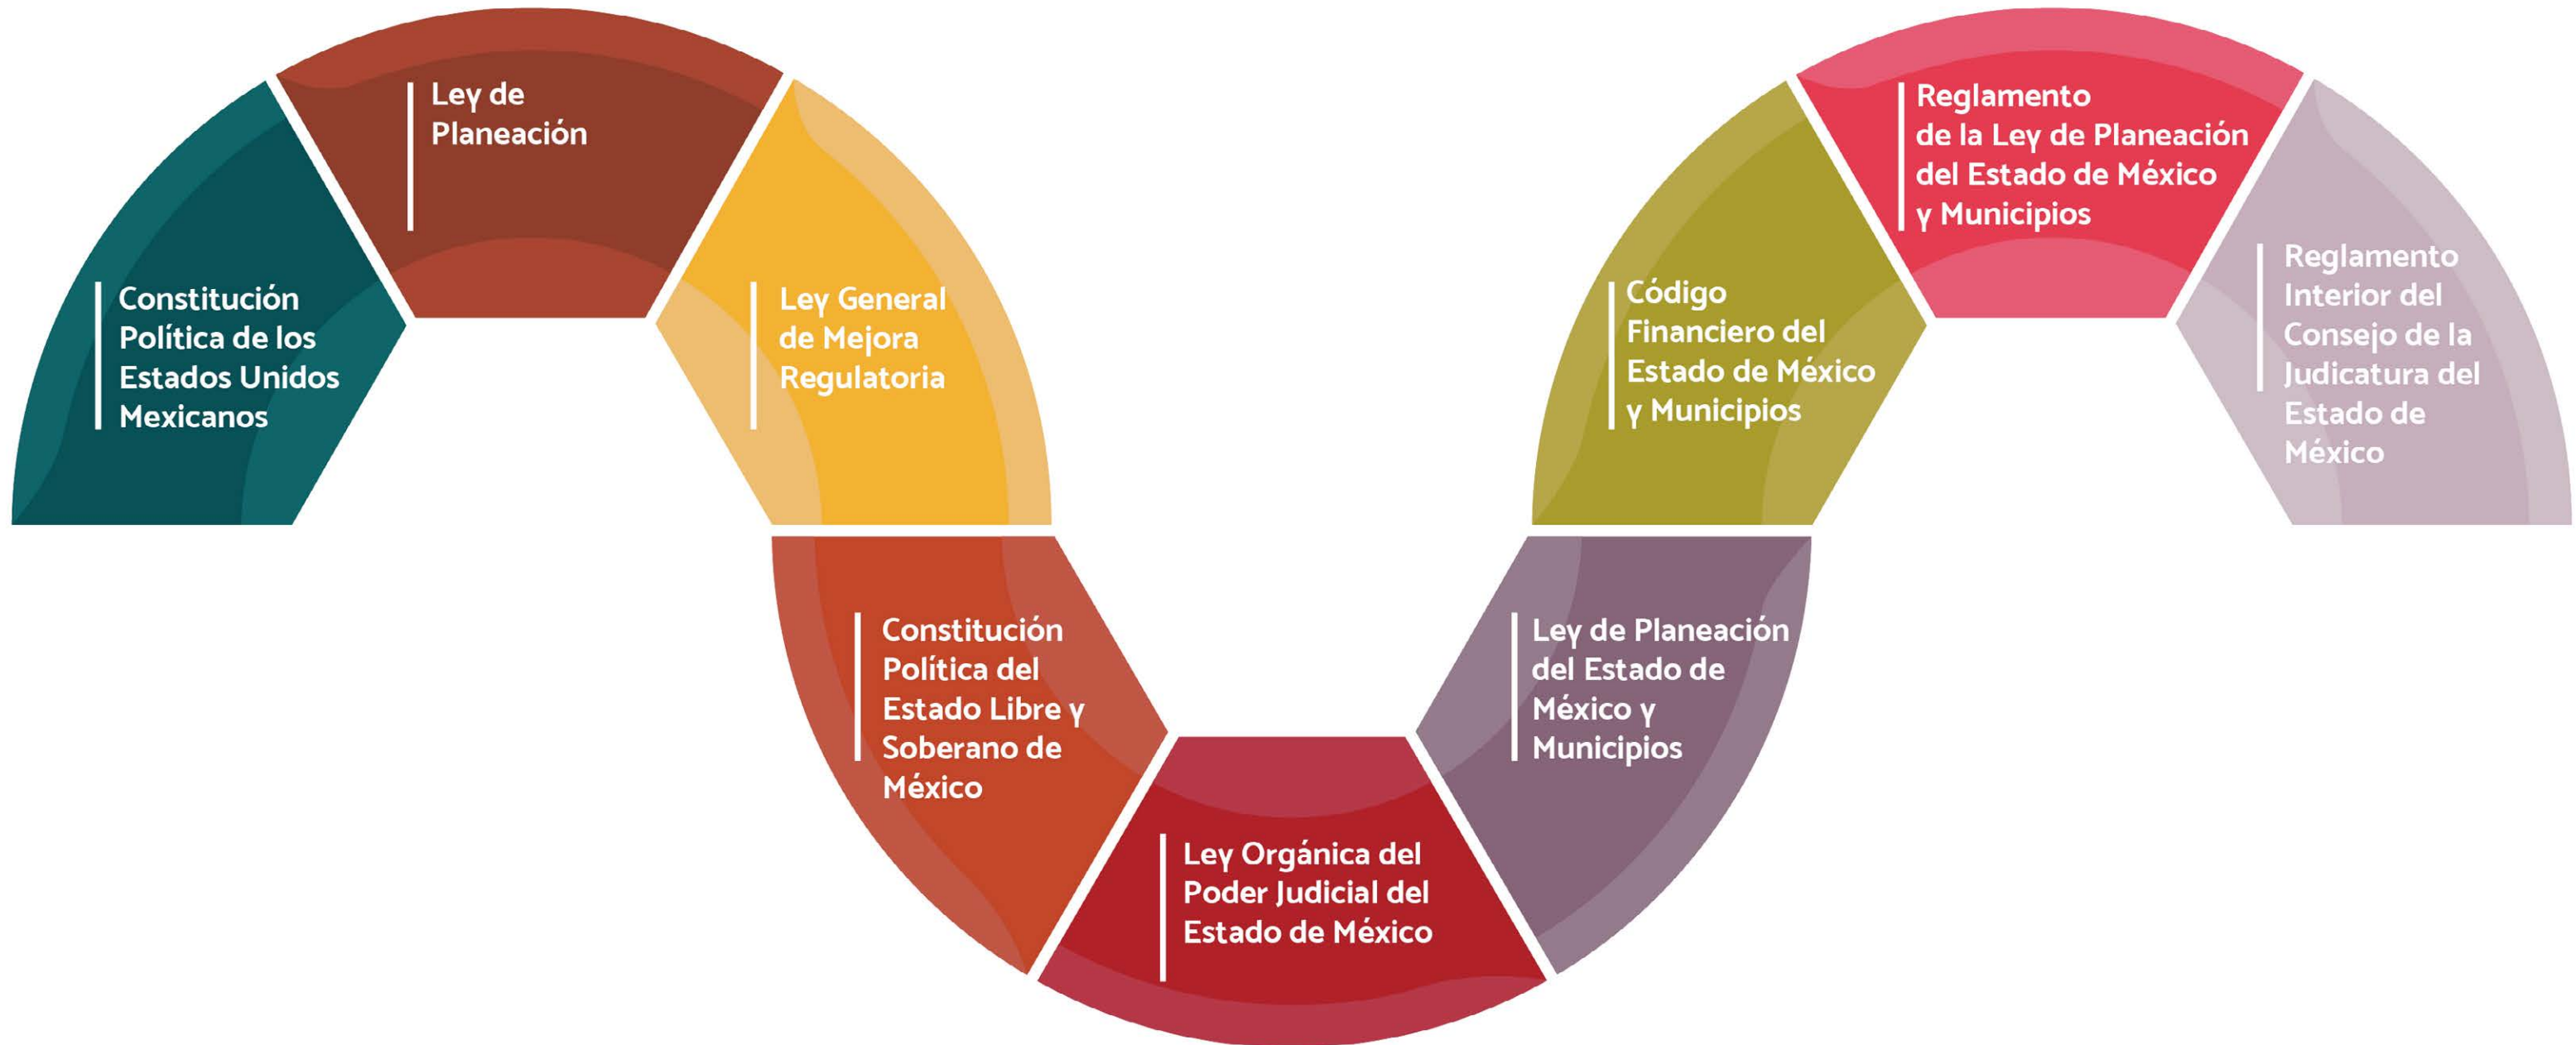 Constitución
Política de los
Estados Unidos
Mexicanos
Ley de
Planeación
Ley General
de Mejora
Regulatoria
Constitución
Política del
Estado Libre y
Soberano de
México
Ley Orgánica del
Poder Judicial del
Estado de México
Ley de Planeación
del Estado de
México y
Municipios
Código
Financiero del
Estado de México
y Municipios
Reglamento
de la Ley de Planeación
del Estado de México
y Municipios
Reglamento
Interior del
Consejo de la
Judicatura del
Estado de
México